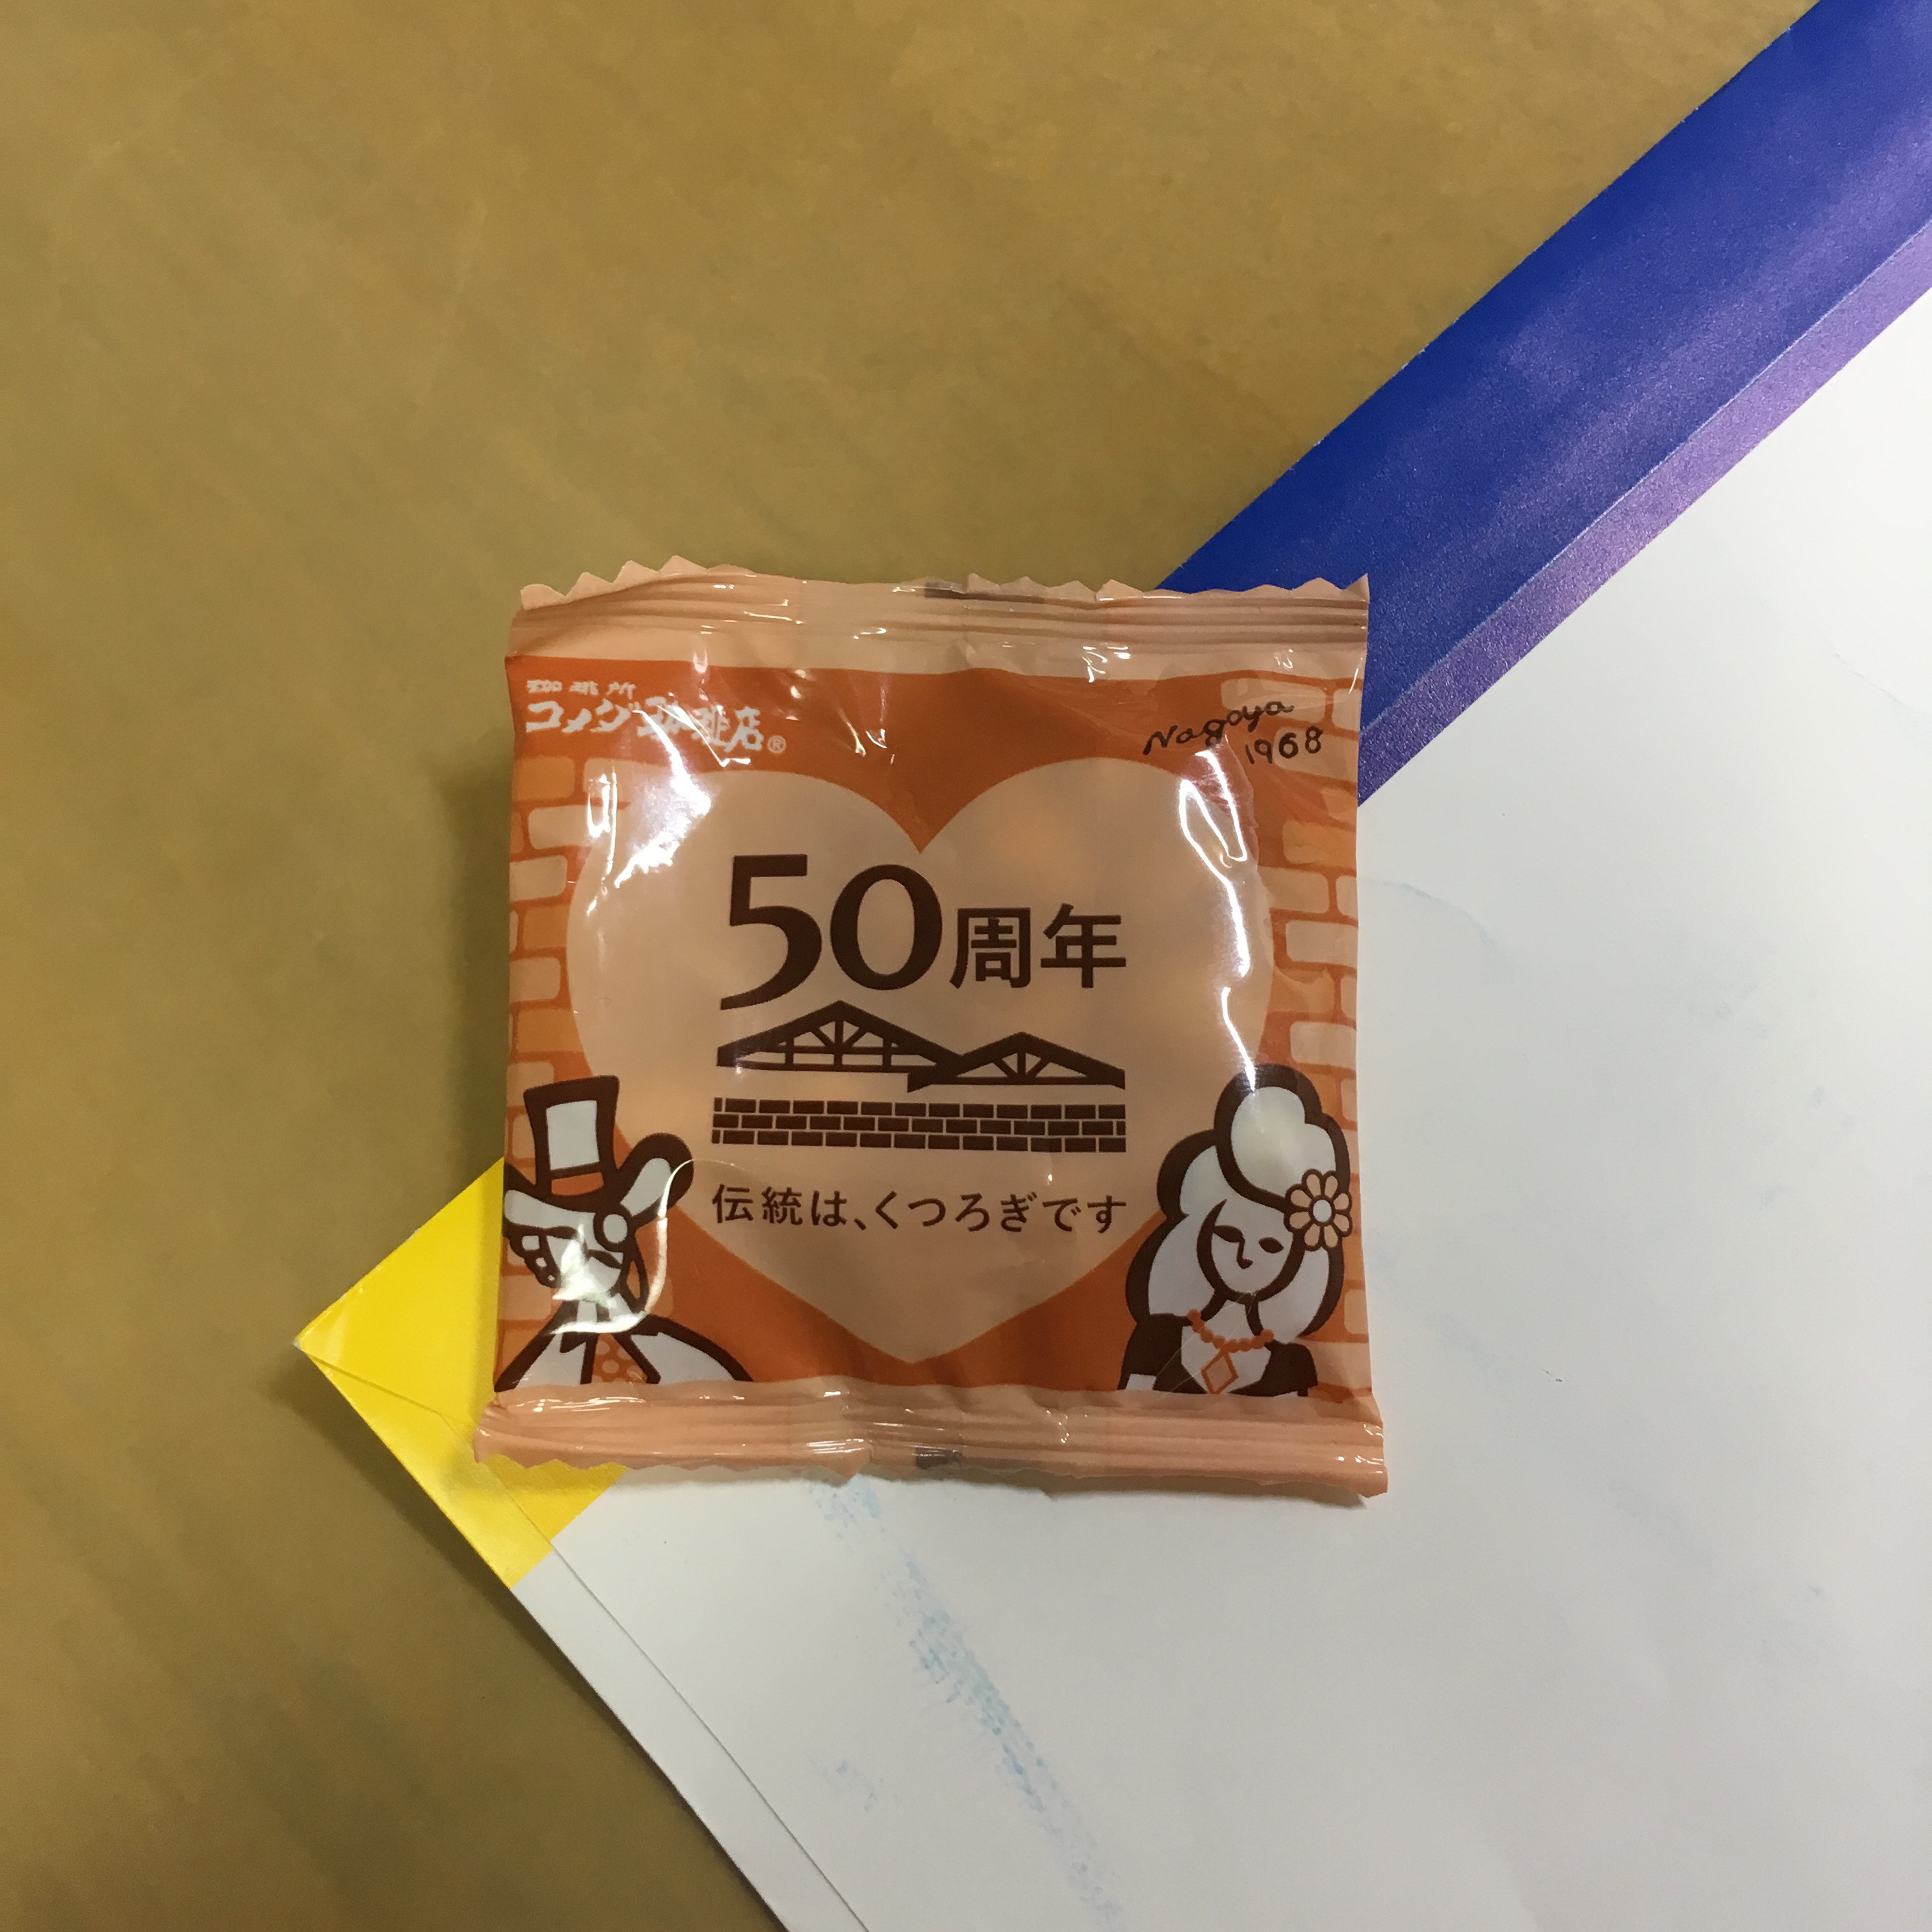 珈琲所
コメダ珈琲店®
Nagoya
1968
50周年
伝統は、くつろぎです